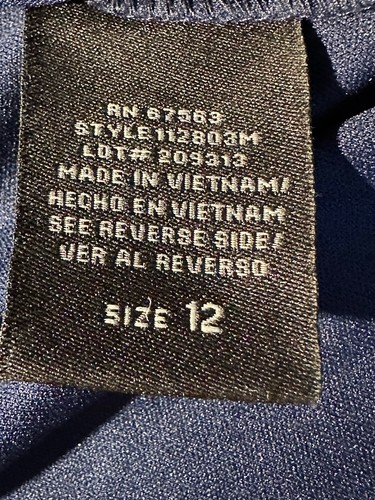 RN 67563
STYLE112803M
LOT# 209313
MADE IN VIETNAM/
HECHO EN VIETNAM
SEE REVERSE SIDE/
VER AL REVERSO
SIZE 12